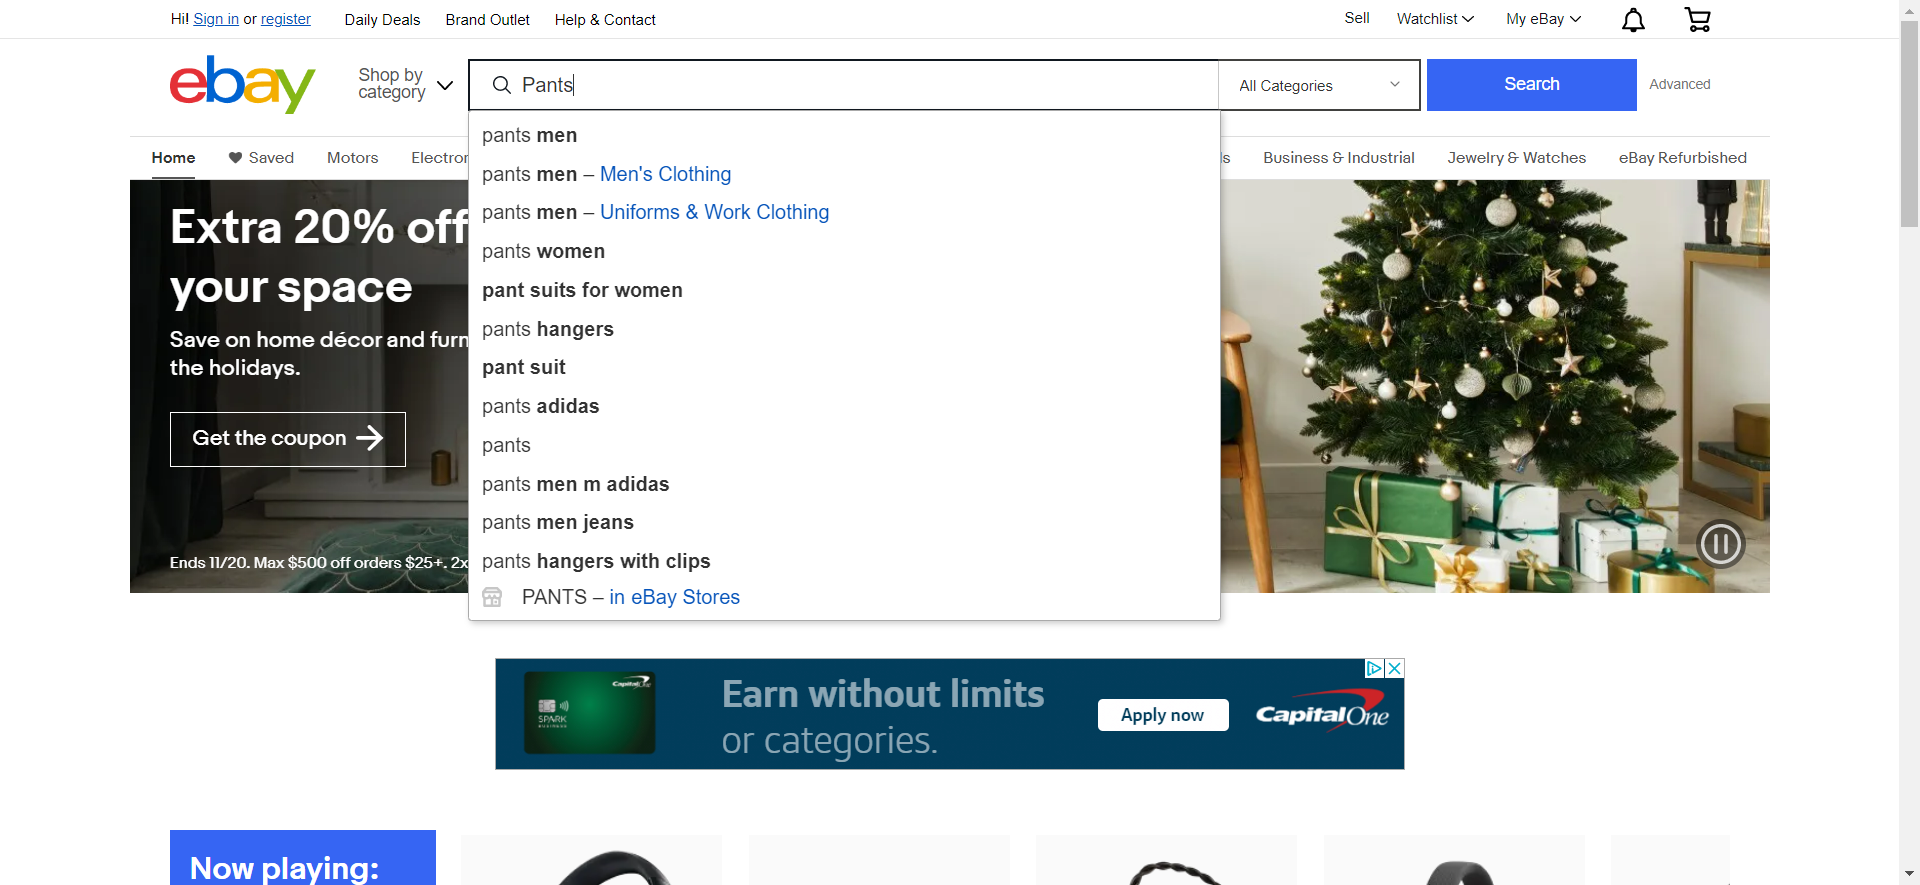 Hi! Sign in or register
Daily Deals
Brand Outlet
Help & Contact
Sell
Watchlist
My eBay
ebay
Shop by
category
Pants
All Categories
Search
Advanced
Home
Saved
Motors
Business & Industrial
Jewelry & Watches
eBay Refurbished
pants men
pants men – Men's Clothing
pants men – Uniforms & Work Clothing
pants women
pant suits for women
pants hangers
pant suit
pants adidas
pants
pants men m adidas
pants men jeans
pants hangers with clips
PANTS – in eBay Stores
Extra 20% off
your space
Save on home décor and furn
the holidays.
Get the coupon
Ends 11/20. Max $500 off orders $25+. 2x
Capital One
SPARK
BUSINESS
Earn without limits
or categories.
Apply now
Capital One
Now playing: